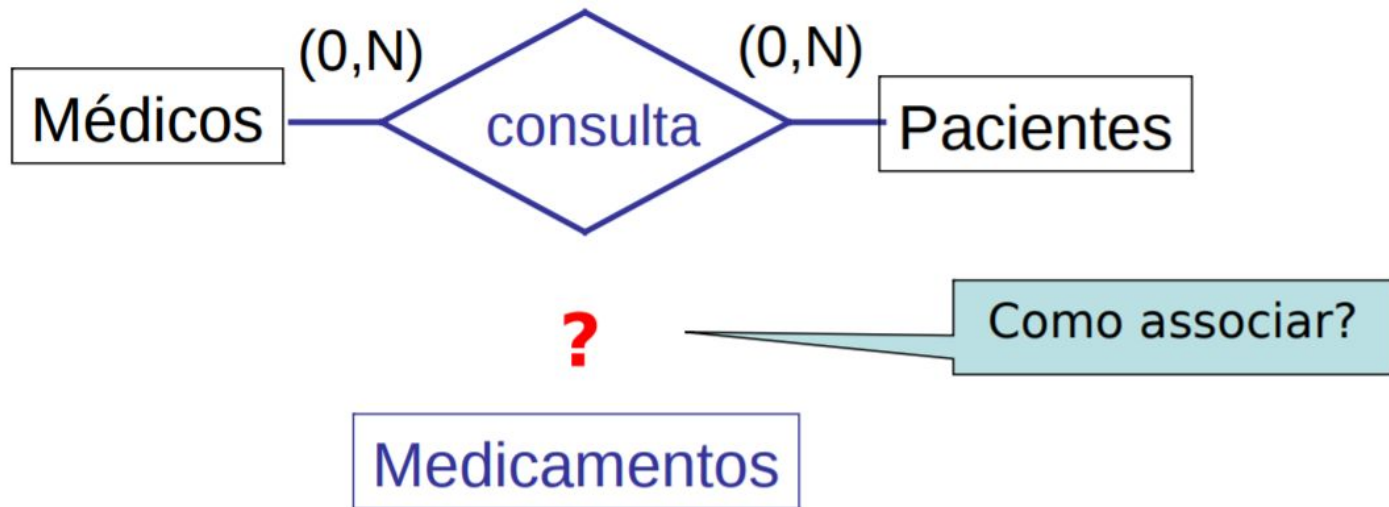 (0,N) (0,N)
Médicos consulta Pacientes
? Como associar?
Medicamentos